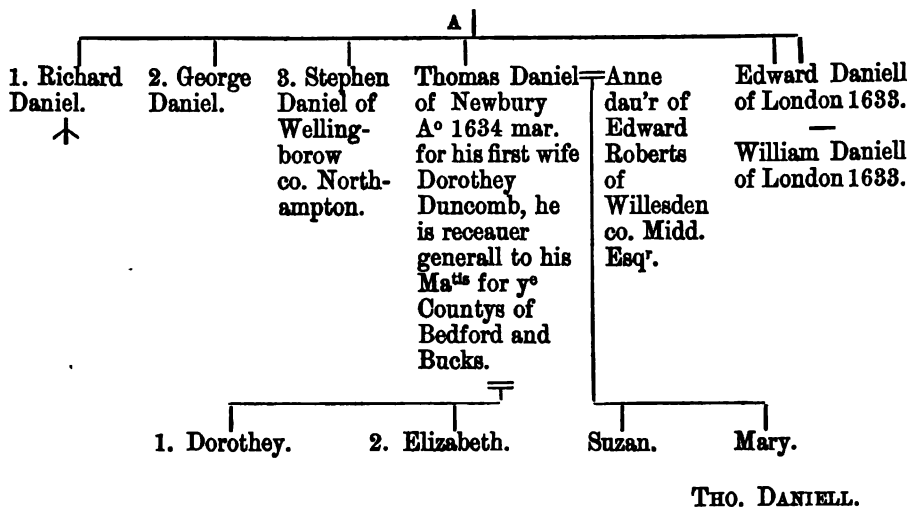 A
1. Richard
Daniel.
2. George
Daniel.
3. Stephen
Daniel of
Welling-
borow
co. North-
ampton.
Thomas Daniel
of Newbury
Aº 1634 mar.
for his first wife
Dorothey
Duncomb, he
is receauer
generall to his
Matis for ye
Countys of
Bedford and
Bucks.
Anne
dau'r of
Edward
Roberts
of
Willesden
co. Midd.
Esqr.
Edward Daniell
of London 1633.
William Daniell
of London 1633.
1. Dorothey.
2. Elizabeth.
Suzan.
Mary.
THO. DANIELL.